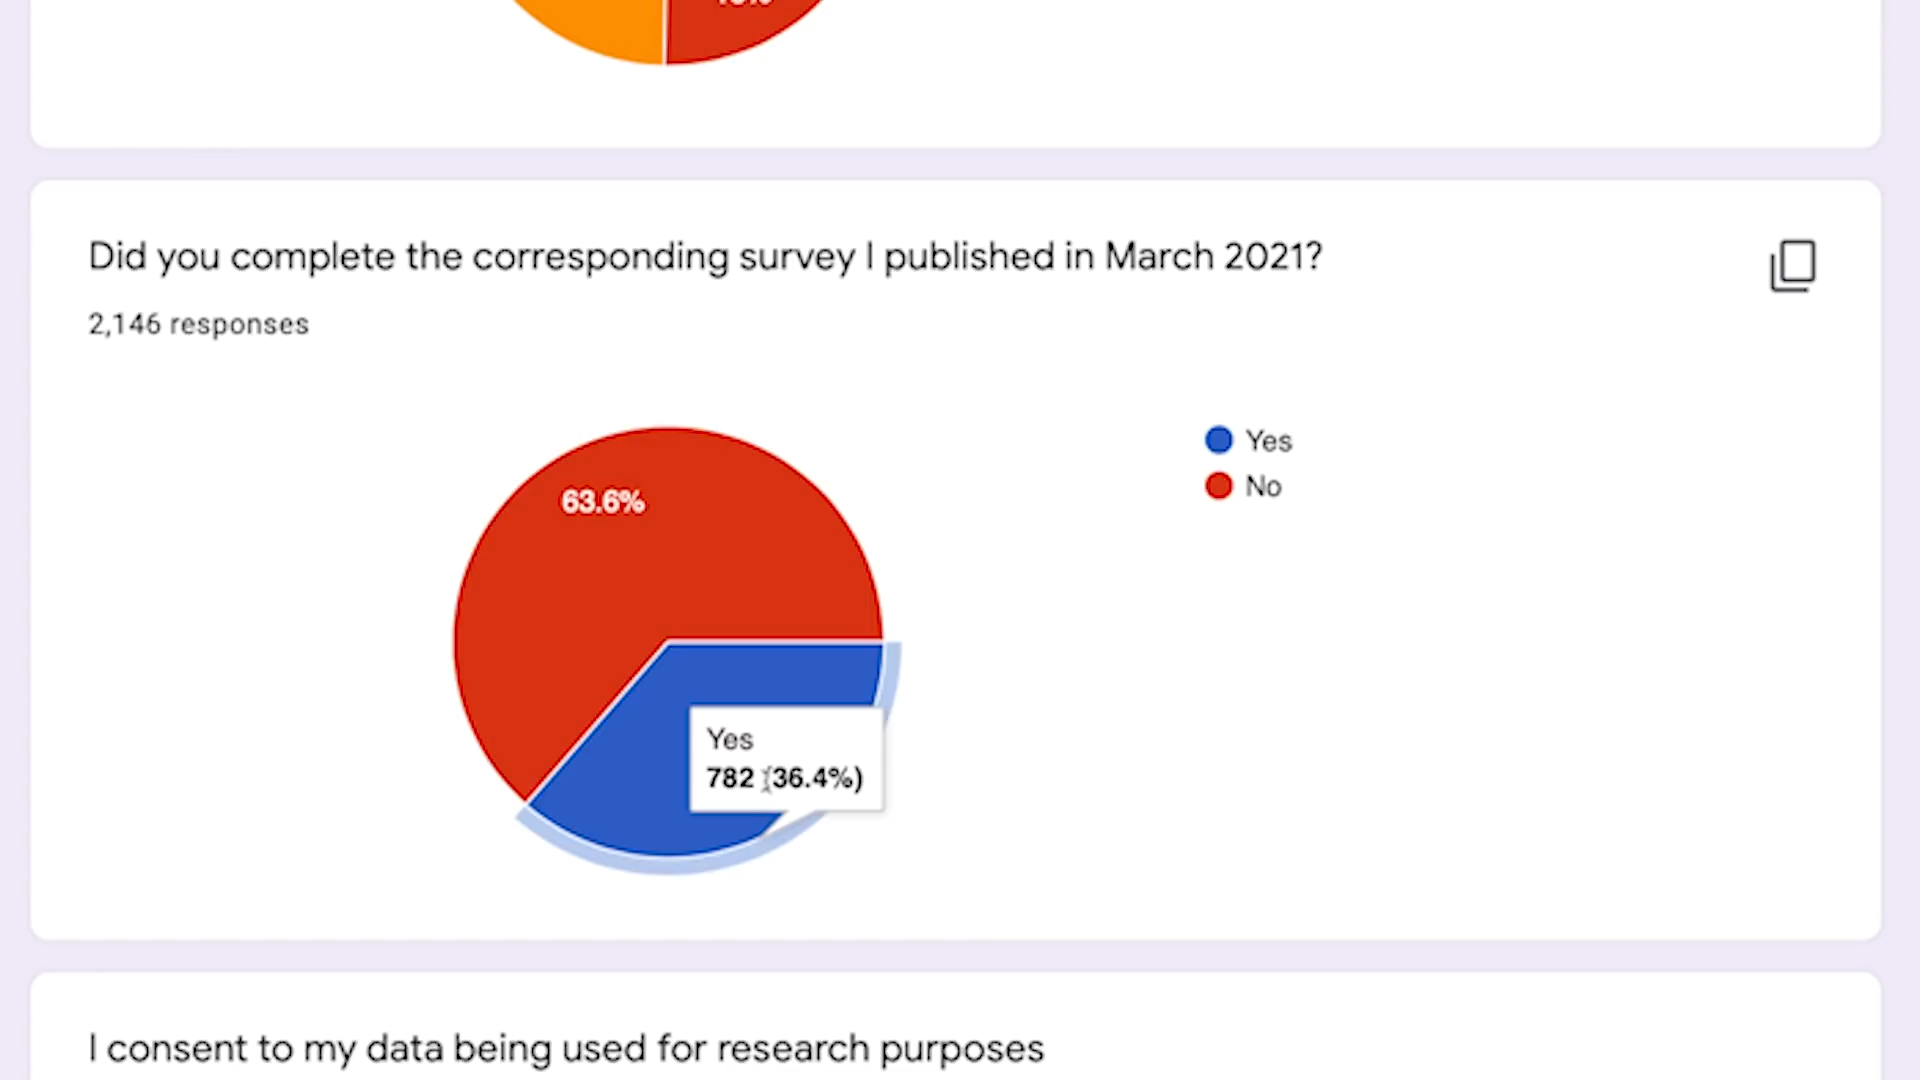 Did you complete the corresponding survey I published in March 2021?
2,146 responses
Yes
No
63.6%
Yes
782 (36.4%)
I consent to my data being used for research purposes